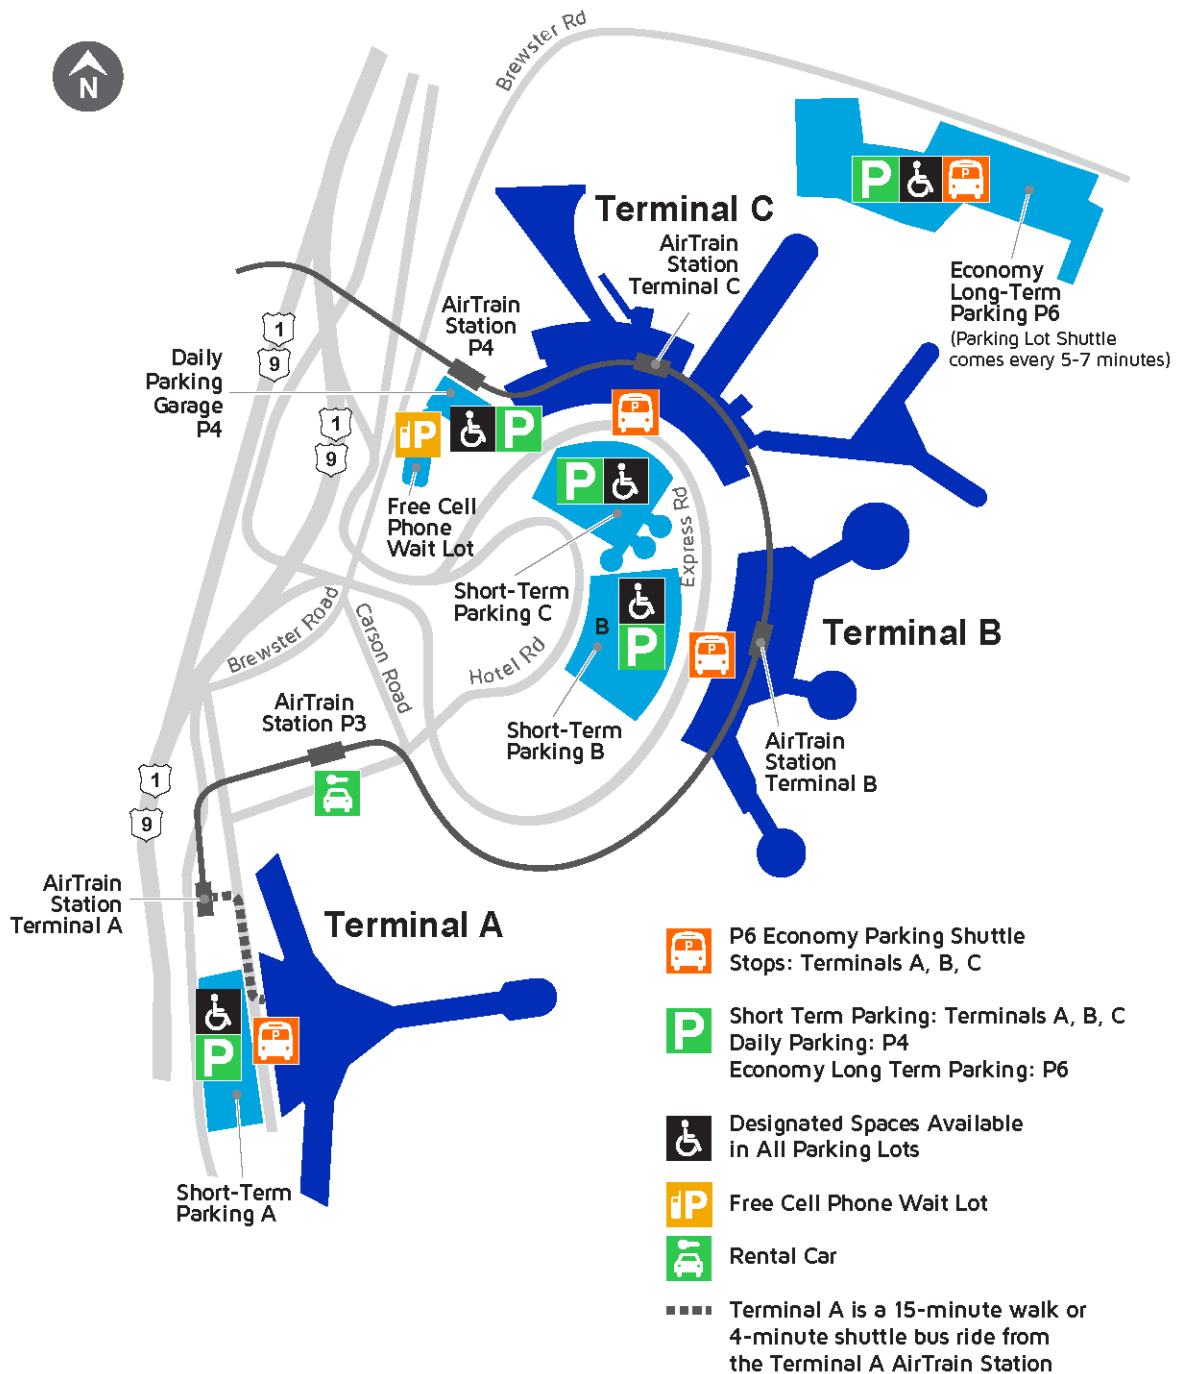 N
Brewster Rd
Terminal C
AirTrain
Station
Terminal C
P
P
Economy
Long-Term
Parking P6
(Parking Lot Shuttle
comes every 5-7 minutes)
AirTrain
Station
P4
1
9
Daily
Parking
Garage
P4
1
9
P
P
P
P
Free Cell
Phone
Wait Lot
Express Rd
Short-Term
Parking C
B
P
P
Terminal B
Brewster Road
Carson Road
Hotel Rd
AirTrain
Station P3
Short-Term
Parking B
AirTrain
Station
Terminal B
1
9
AirTrain
Station
Terminal A
Terminal A
P
P
Short-Term
Parking A
P
P6 Economy Parking Shuttle
Stops: Terminals A, B, C
P
Short Term Parking: Terminals A, B, C
Daily Parking: P4
Economy Long Term Parking: P6
Designated Spaces Available
in All Parking Lots
P
Free Cell Phone Wait Lot
Rental Car
Terminal A is a 15-minute walk or
4-minute shuttle bus ride from
the Terminal A AirTrain Station